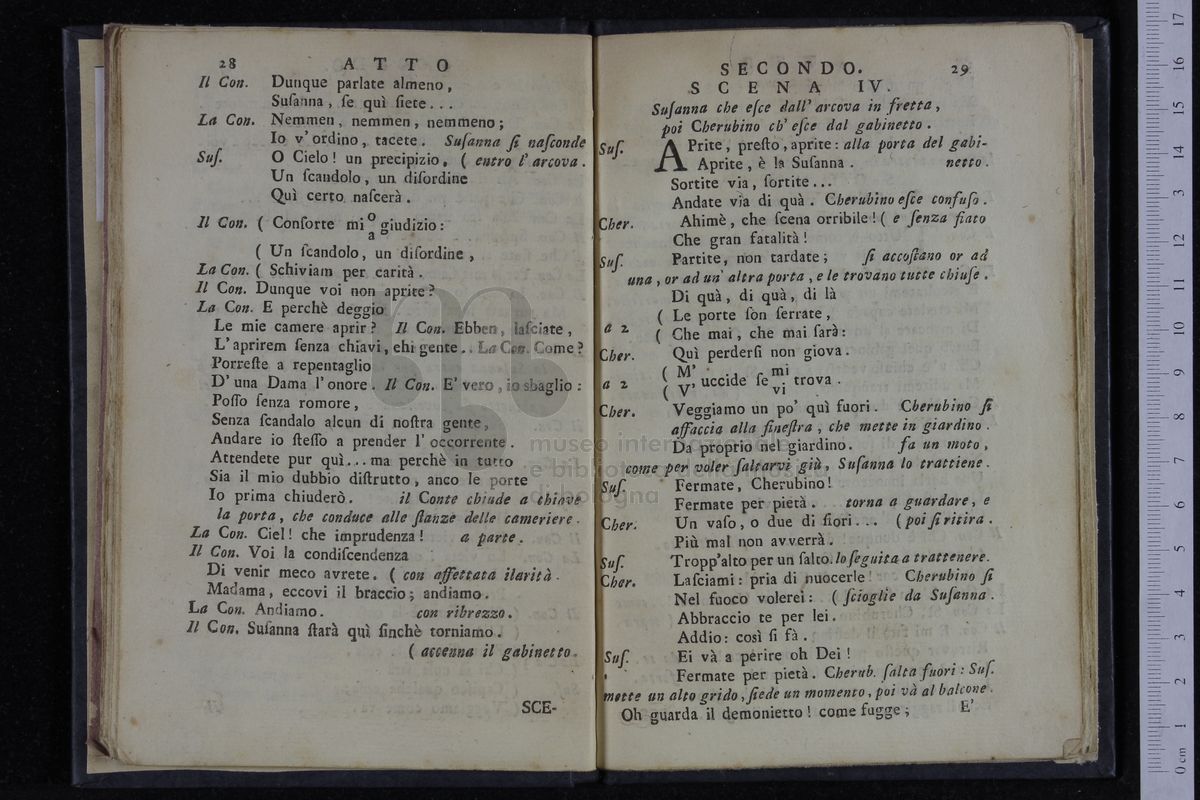 28 ATTO
Il Con. Dunque parlate almeno,
Suſanna, ſe quì ſiete...
La Con. Nemmen, nemmen, nemmeno;
Io v' ordino, tacete. Suſanna ſi naſconde
Suſ. O Cielo! un precipizio, ( entro l' arcova.
Un ſcandolo, un diſordine
Quì certo naſcerà.
Il Con. ( Conſorte mi o/a giudizio:
( Un ſcandolo, un diſordine,
La Con. ( Schiviam per carità.
Il Con. Dunque voi non aprite?
La Con. E perchè deggio
Le mie camere aprir? Il Con. Ebben, laſciate,
L'aprirem ſenza chiavi, ehi gente.. La Con. Come?
Porreſte a repentaglio
D'una Dama l'onore. Il Con. E' vero, io sbaglio:
Poſſo ſenza romore,
Senza ſcandalo alcun di noſtra gente,
Andare io ſteſſo a prender l' occorrente.
Attendete pur quì... ma perchè in tutto
Sia il mio dubbio diſtrutto, anco le porte
Io prima chiuderò. il Conte chiude a chiave
la porta, che conduce alle ſtanze delle cameriere.
La Con. Ciel! che imprudenza! a parte.
Il Con. Voi la condiſcendenza
Di venir meco avrete. ( con affettata ilarità.
Madama, eccovi il braccio; andiamo.
La Con. Andiamo. con ribrezzo.
Il Con. Suſanna ſtarà quì finchè torniamo.
( accenna il gabinetto.
SCE-
SECONDO. 29
SCENA IV.
Suſanna che eſce dall' arcova in fretta,
poi Cherubino ch' eſce dal gabinetto.
Suſ. APrite, preſto, aprite: alla porta del gabi-
Aprite, è la Suſanna. netto.
Sortite via, ſortite...
Andate via di quà. Cherubino eſce confuſo.
Cher. Ahimè, che ſcena orribile! ( e ſenza fiato
Che gran fatalità!
Suſ. Partite, non tardate; ſi accoſtano or ad
una, or ad un' altra porta, e le trovano tutte chiuſe.
Di quà, di quà, di là
a 2 ( Le porte ſon ſerrate,
( Che mai, che mai ſarà:
Cher. Quì perderſi non giova.
a 2 ( M' / ( V' uccide ſe mi/vi trova.
Cher. Veggiamo un po' quì fuori. Cherubino ſi
affaccia alla fineſtra, che mette in giardino.
Da proprio nel giardino. fa un moto,
come per voler ſaltarvi giù, Suſanna lo trattiene.
Suſ. Fermate, Cherubino!
Fermate per pietà. torna a guardare, e
Cher. Un vaſo, o due di fiori... ( poi ſi ritira.
Più mal non avverrà.
Suſ. Tropp'alto per un ſalto. lo ſeguita a trattenere.
Cher. Laſciami: pria di nuocerle! Cherubino ſi
Nel fuoco volerei: ( ſcioglie da Suſanna.
Abbraccio te per lei.
Addio: così ſi fà.
Suſ. Ei và a perire oh Dei!
Fermate per pietà. Cherub. ſalta fuori: Suſ.
mette un alto grido, ſiede un momento, poi và al balcone.
Oh guarda il demonietto! come fugge; E'
museo internazionale
e biblioteca della musica
di bologna
0 cm 1 2 3 4 5 6 7 8 9 10 11 12 13 14 15 16 17